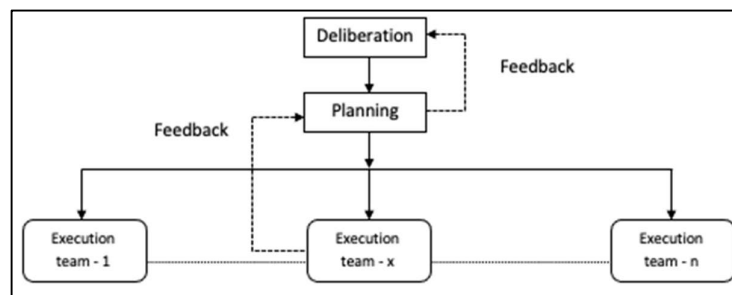 Deliberation
Feedback
Planning
Feedback
Execution
team - 1
Execution
team - x
Execution
team - n